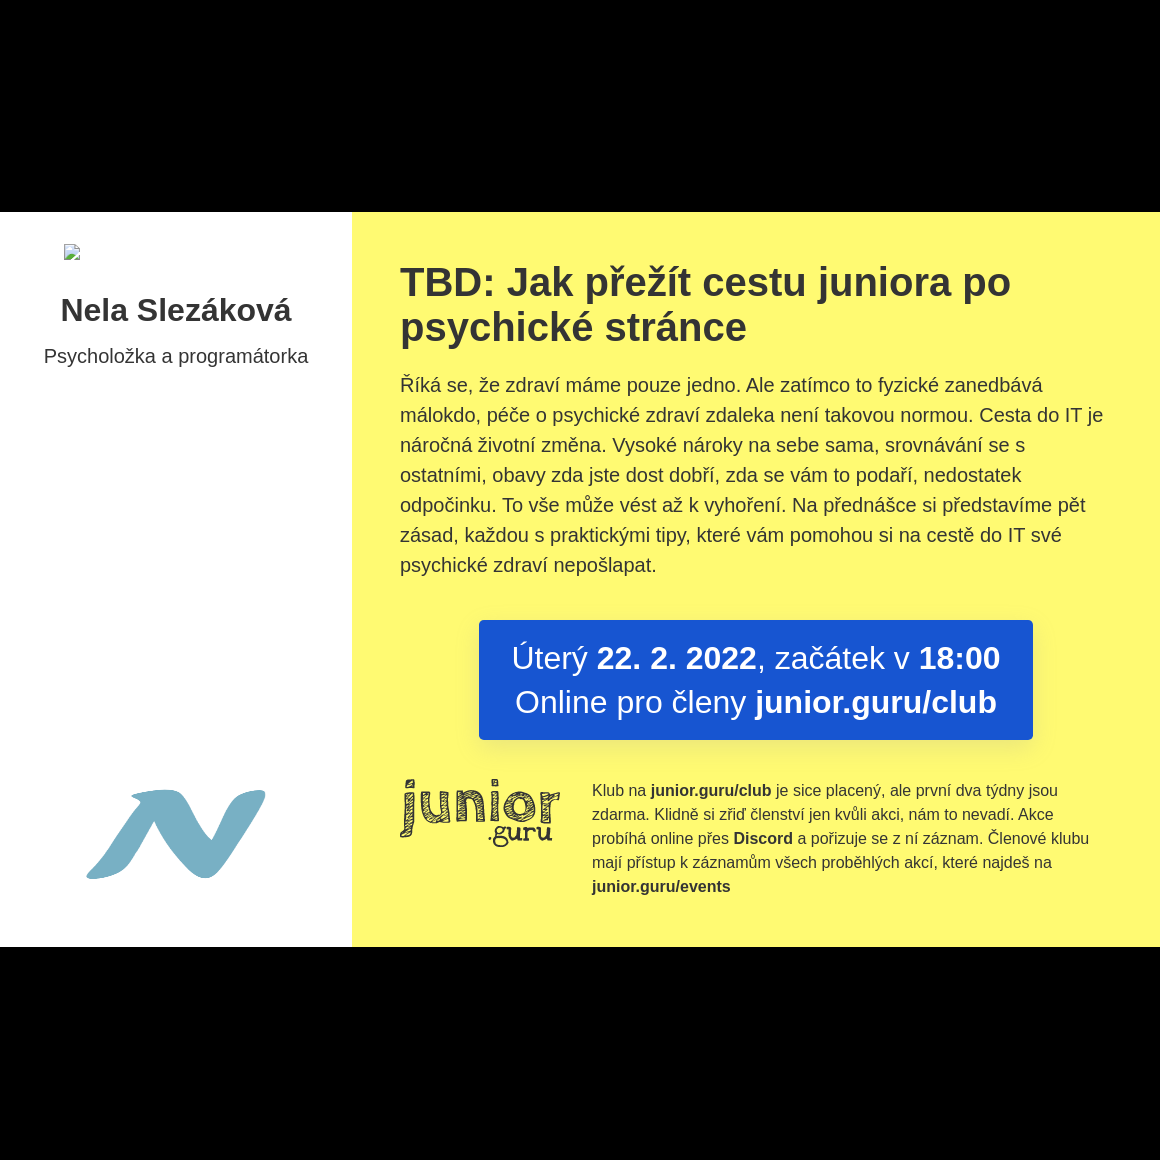 Nela Slezáková
Psycholožka a programátorka
TBD: Jak přežít cestu juniora po
psychické stránce
Říká se, že zdraví máme pouze jedno. Ale zatímco to fyzické zanedbává
málokdo, péče o psychické zdraví zdaleka není takovou normou. Cesta do IT je
náročná životní změna. Vysoké nároky na sebe sama, srovnávání se s
ostatními, obavy zda jste dost dobří, zda se vám to podaří, nedostatek
odpočinku. To vše může vést až k vyhoření. Na přednášce si představíme pět
zásad, každou s praktickými tipy, které vám pomohou si na cestě do IT své
psychické zdraví nepošlapat.
Úterý 22. 2. 2022, začátek v 18:00
Online pro členy junior.guru/club
junior
.guru
Klub na junior.guru/club je sice placený, ale první dva týdny jsou
zdarma. Klidně si zřiď členství jen kvůli akci, nám to nevadí. Akce
probíhá online přes Discord a pořizuje se z ní záznam. Členové klubu
mají přístup k záznamům všech proběhlých akcí, které najdeš na
junior.guru/events